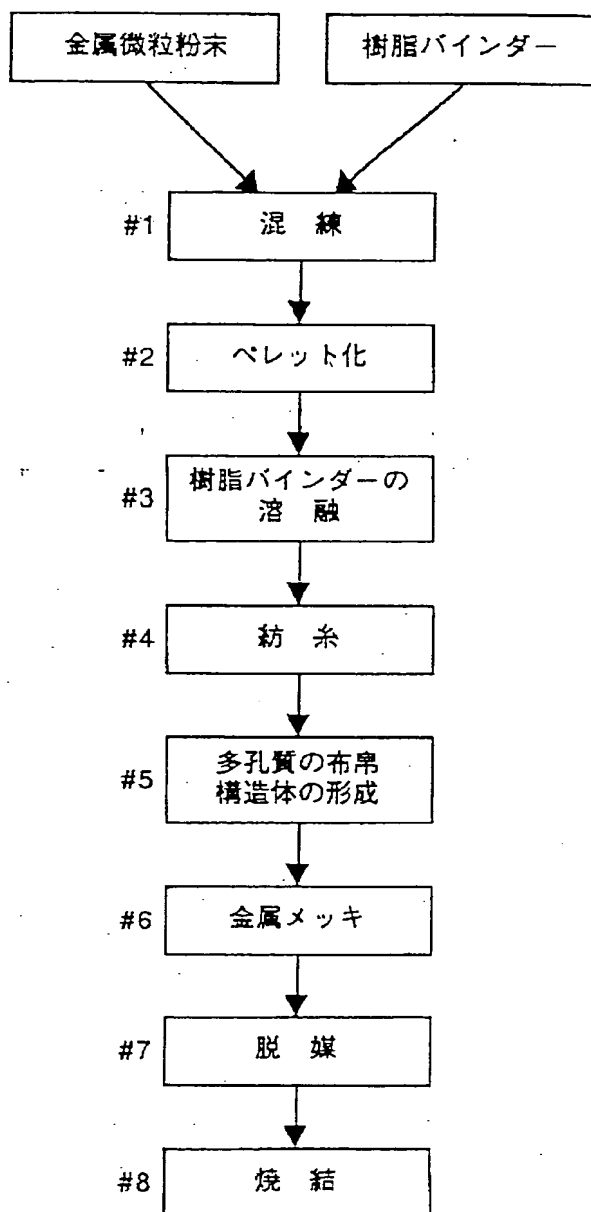 金属微粒粉末
樹脂バインダー
#1 混 練
#2 ペレット化
#3 樹脂バインダーの
溶 融
#4 紡 糸
#5 多孔質の布帛
構造体の形成
#6 金属メッキ
#7 脱 媒
#8 焼 結